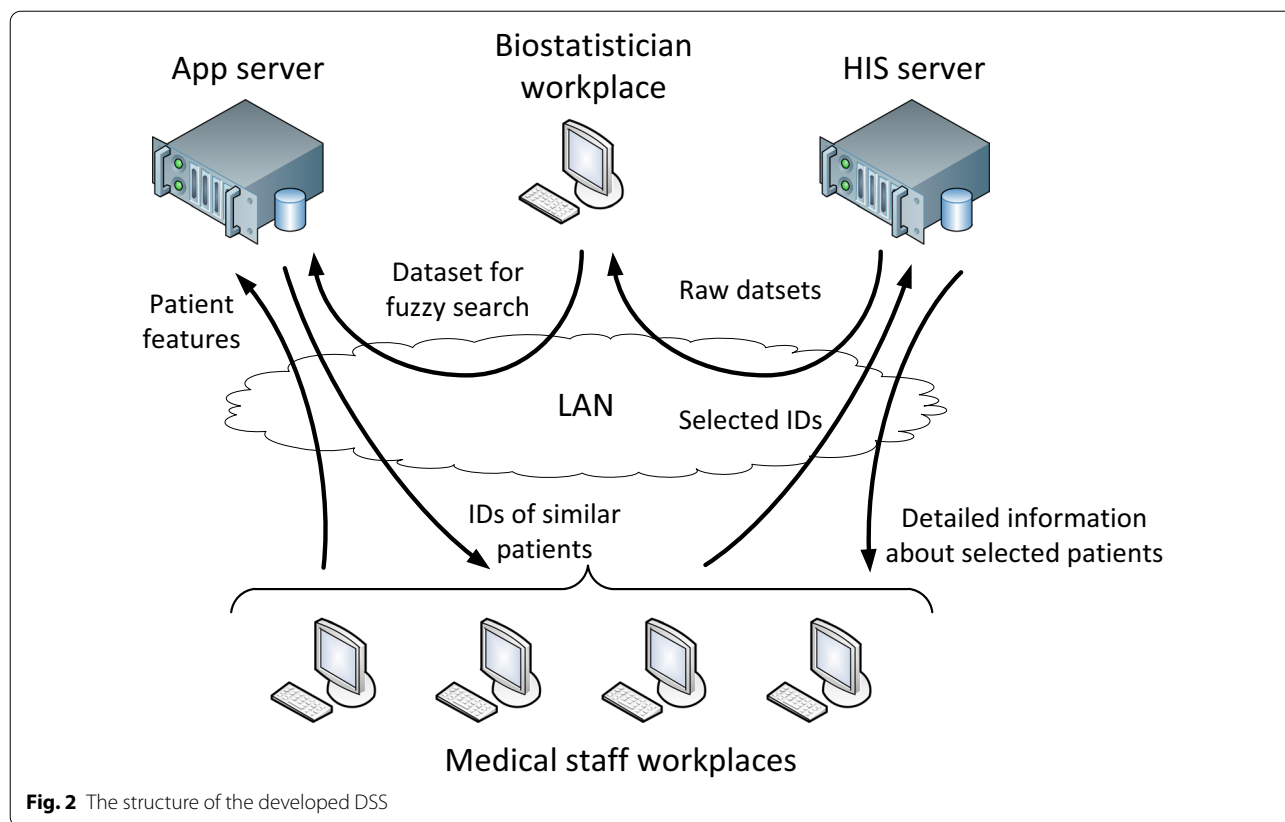 App server
Biostatistician
workplace
HIS server
Patient
features
Dataset for
fuzzy search
Raw datsets
LAN
Selected IDs
IDs of similar
patients
Detailed information
about selected patients
Medical staff workplaces
Fig. 2 The structure of the developed DSS